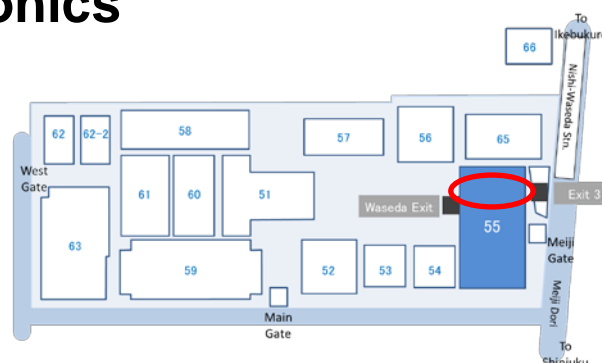 onics
To
Ikebukuro
66
Nishi-Waseda Stn.
62
62-2
58
57
56
65
West
Gate
61
60
51
Waseda Exit
Exit 3
55
63
59
52
53
54
Meiji
Gate
Meiji Dori
Main
Gate
To
Shinjuku